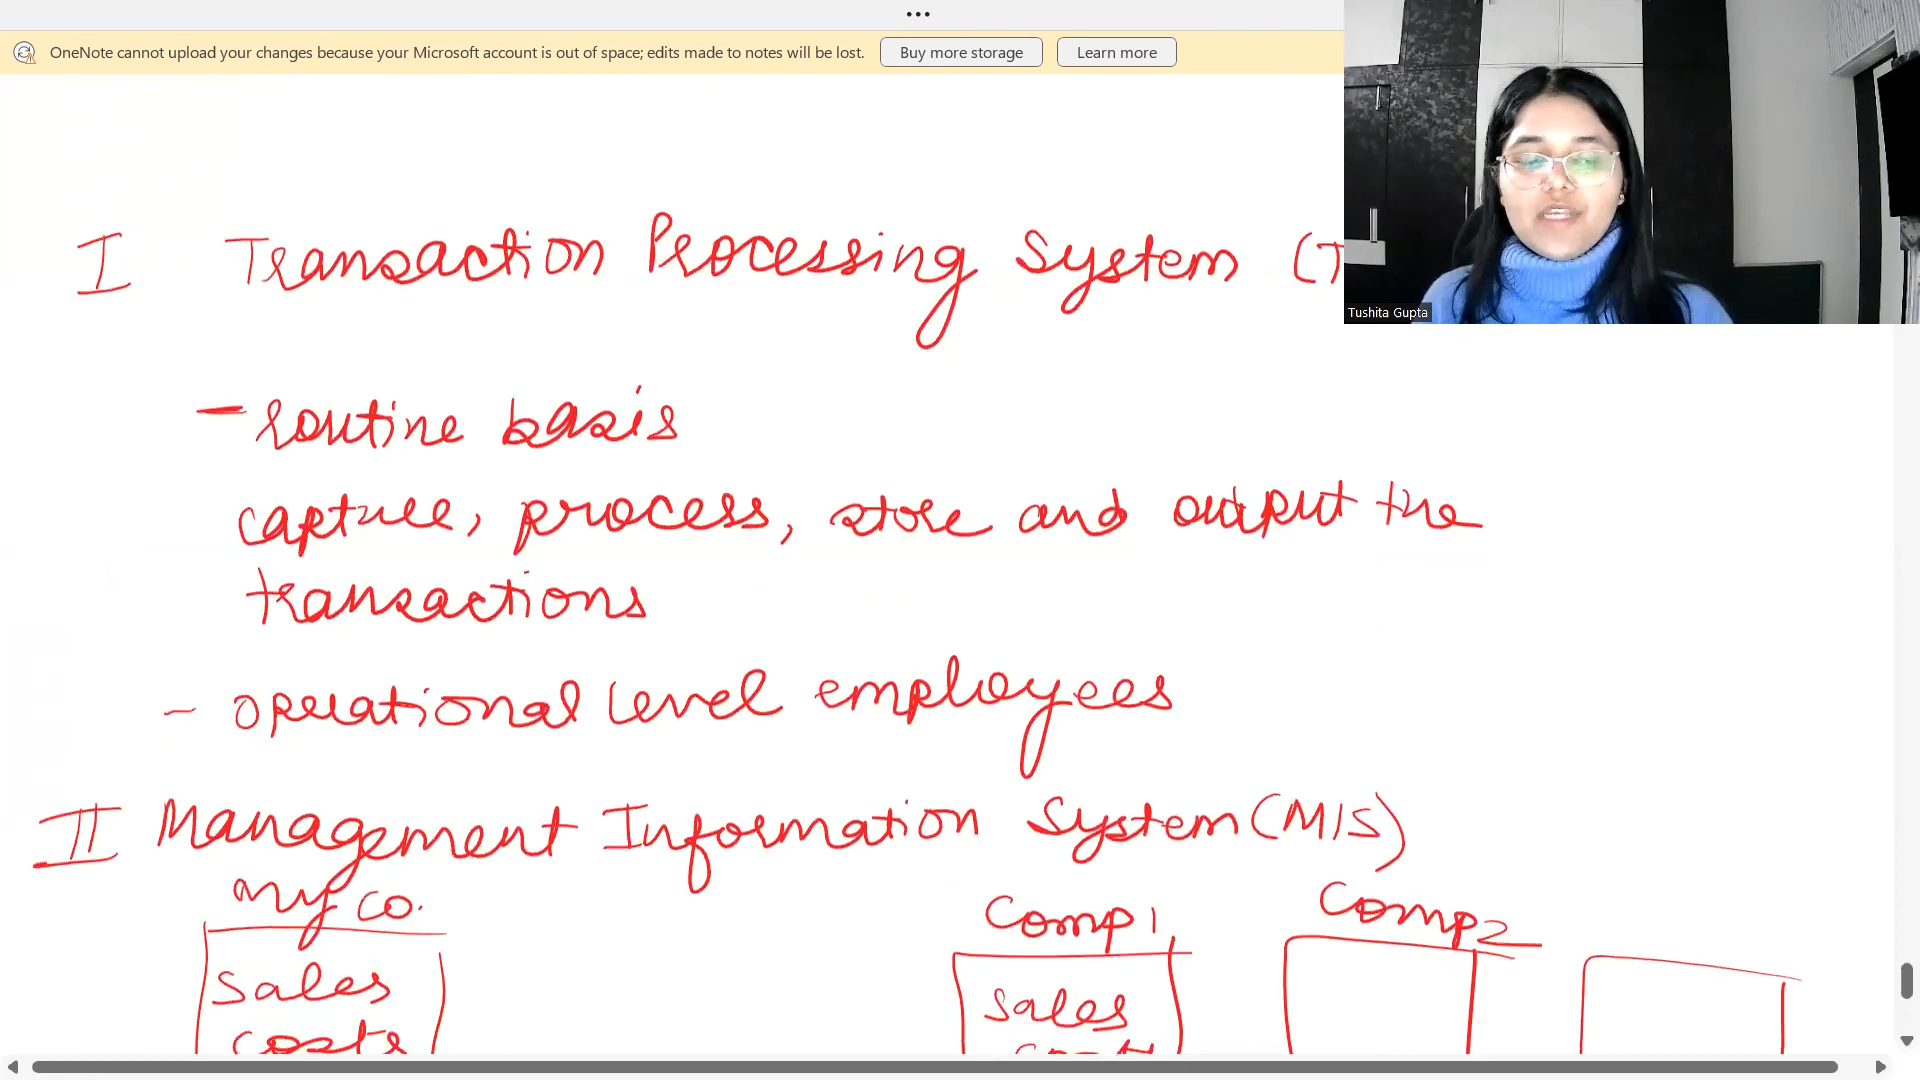 •••
OneNote cannot upload your changes because your Microsoft account is out of space; edits made to notes will be lost. Buy more storage Learn more
I Transaction Processing System (T
Tushita Gupta
- routine basis
capture, process, store and output the
transactions
- operational level employees
II Management Information System (MIS)
my co. Comp 1 Comp 2
Sales Sales
costs